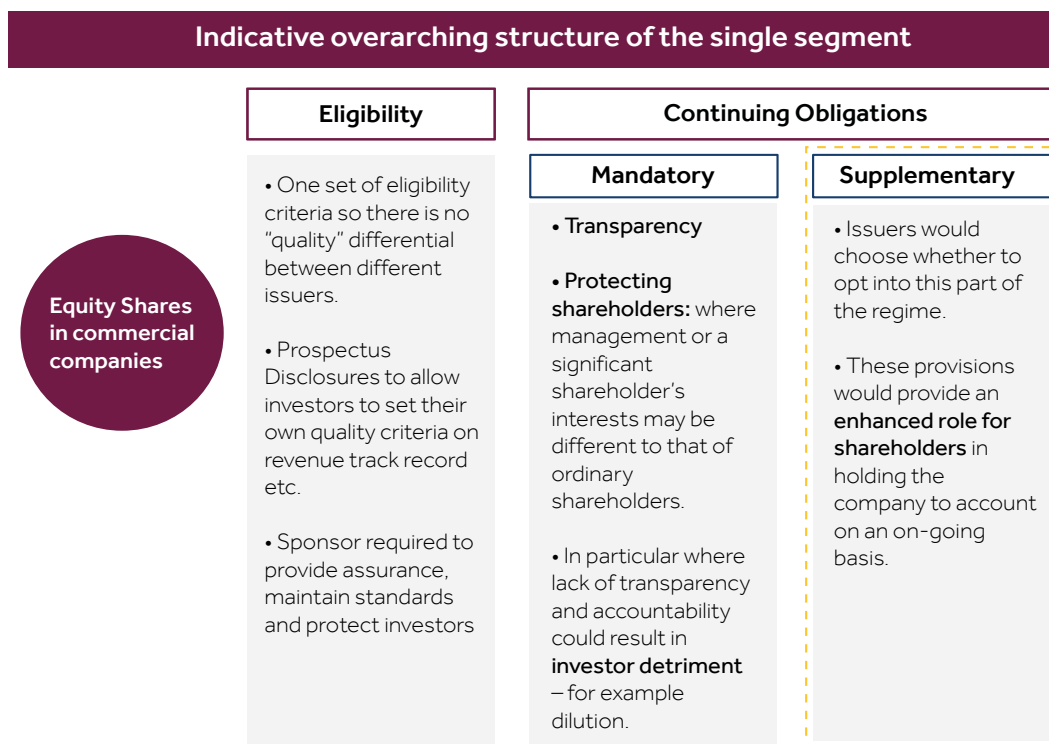 Indicative overarching structure of the single segment
Equity Shares
in commercial
companies
Eligibility
• One set of eligibility
criteria so there is no
“quality” differential
between different
issuers.
• Prospectus
Disclosures to allow
investors to set their
own quality criteria on
revenue track record
etc.
• Sponsor required to
provide assurance,
maintain standards
and protect investors
Continuing Obligations
Mandatory
• Transparency
• Protecting
shareholders: where
management or a
significant
shareholder’s
interests may be
different to that of
ordinary
shareholders.
• In particular where
lack of transparency
and accountability
could result in
investor detriment
– for example
dilution.
Supplementary
• Issuers would
choose whether to
opt into this part of
the regime.
• These provisions
would provide an
enhanced role for
shareholders in
holding the
company to account
on an on-going
basis.